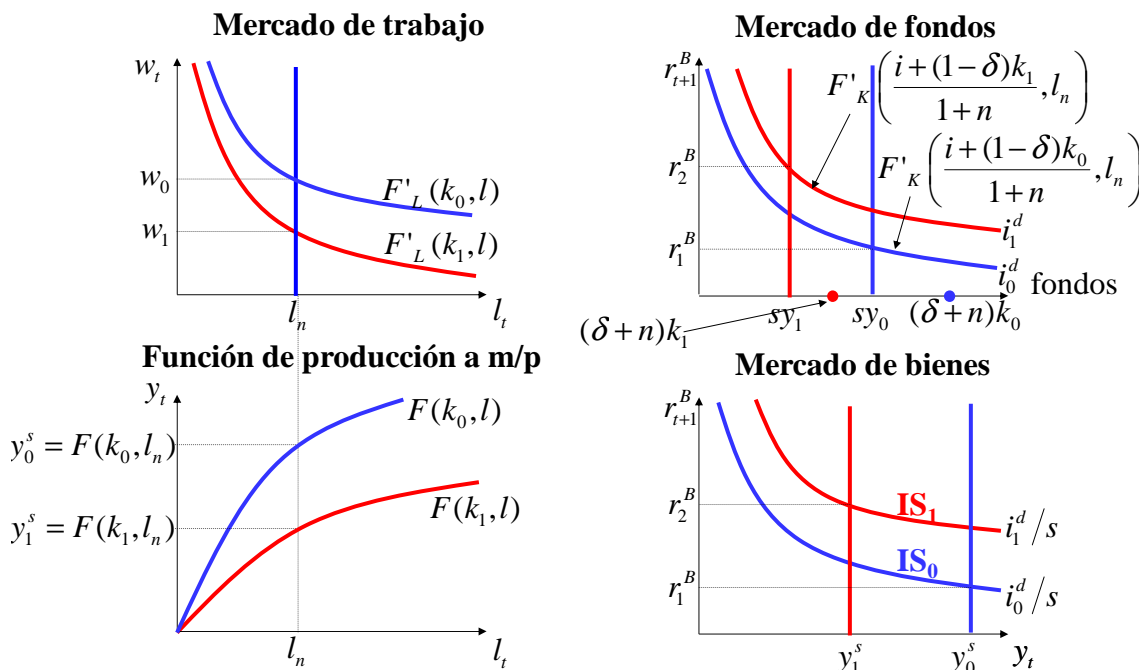 Mercado de trabajo
w_t
w_0
w_1
F'_L (k_0, l)
F'_L (k_1, l)
l_n
l_t
Mercado de fondos
r^B_{t+1}
F'_K ( (i + (1 − δ)k_1) / (1 + n) , l_n )
F'_K ( (i + (1 − δ)k_0) / (1 + n) , l_n )
r^B_2
r^B_1
i^d_1
i^d_0 fondos
(δ + n)k_1
sy_1
sy_0
(δ + n)k_0
Función de producción a m/p
y_t
y^s_0 = F(k_0, l_n)
y^s_1 = F(k_1, l_n)
F(k_0, l)
F(k_1, l)
l_n
l_t
Mercado de bienes
r^B_{t+1}
r^B_2
r^B_1
IS_1
IS_0
i^d_1/s
i^d_0/s
y^s_1
y^s_0
y_t